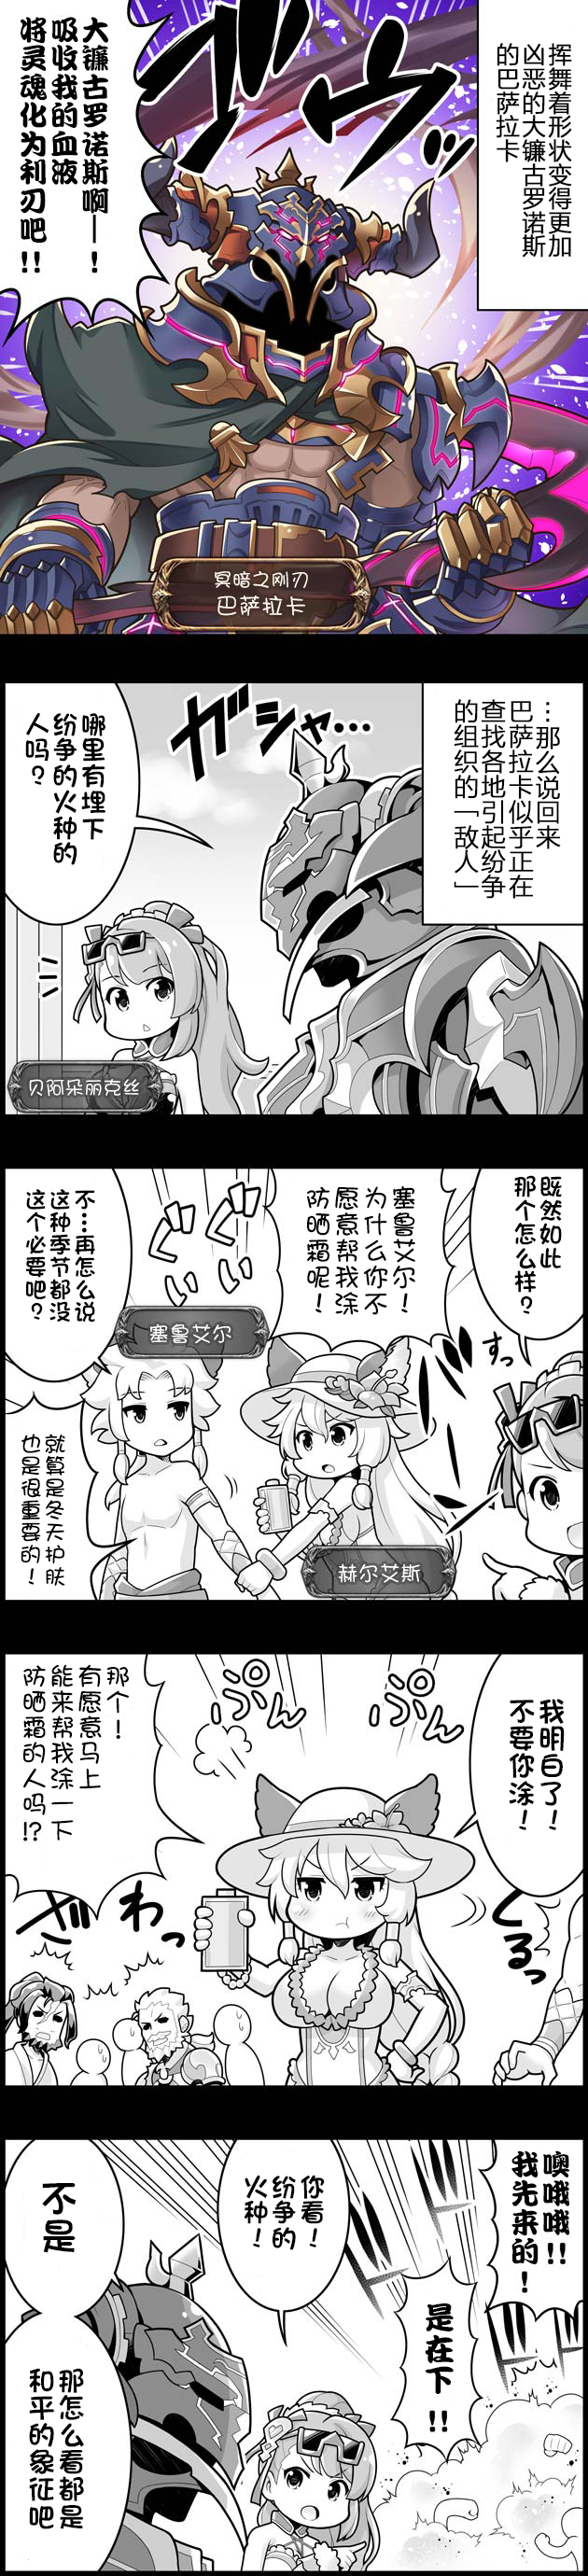 挥舞着形状变得更加
凶恶的大镰古罗诺斯
的巴萨拉卡
ゴウッ
大镰古罗诺斯啊—！
吸收我的血液
将灵魂化为利刃吧！！
冥暗之刚刃
巴萨拉卡
…那么说回来
巴萨拉卡似乎正在
查找各地引起纷争
的组织的「敌人」
ガシャ…
哪里有埋下
纷争的火种的
人吗？
贝阿朵丽克丝
既然如此
那个怎么样？
すっ
塞鲁艾尔！
为什么你不
愿意帮我涂
防晒霜呢！
ぐいぐい
不…再怎么说
这种季节都没
这个必要吧？
塞鲁艾尔
就算是冬天护肤
也是很重要的！
赫尔艾斯
我明白了！
不要你涂！
ぷんぷん
くるっ
那个！
有愿意马上
能来帮我涂一下
防晒霜的人吗！？
ざわっ
噢哦哦！！
我先来的！
是在下！！
你看！
纷争的
火种！
不是
那怎么看都是
和平的象征吧